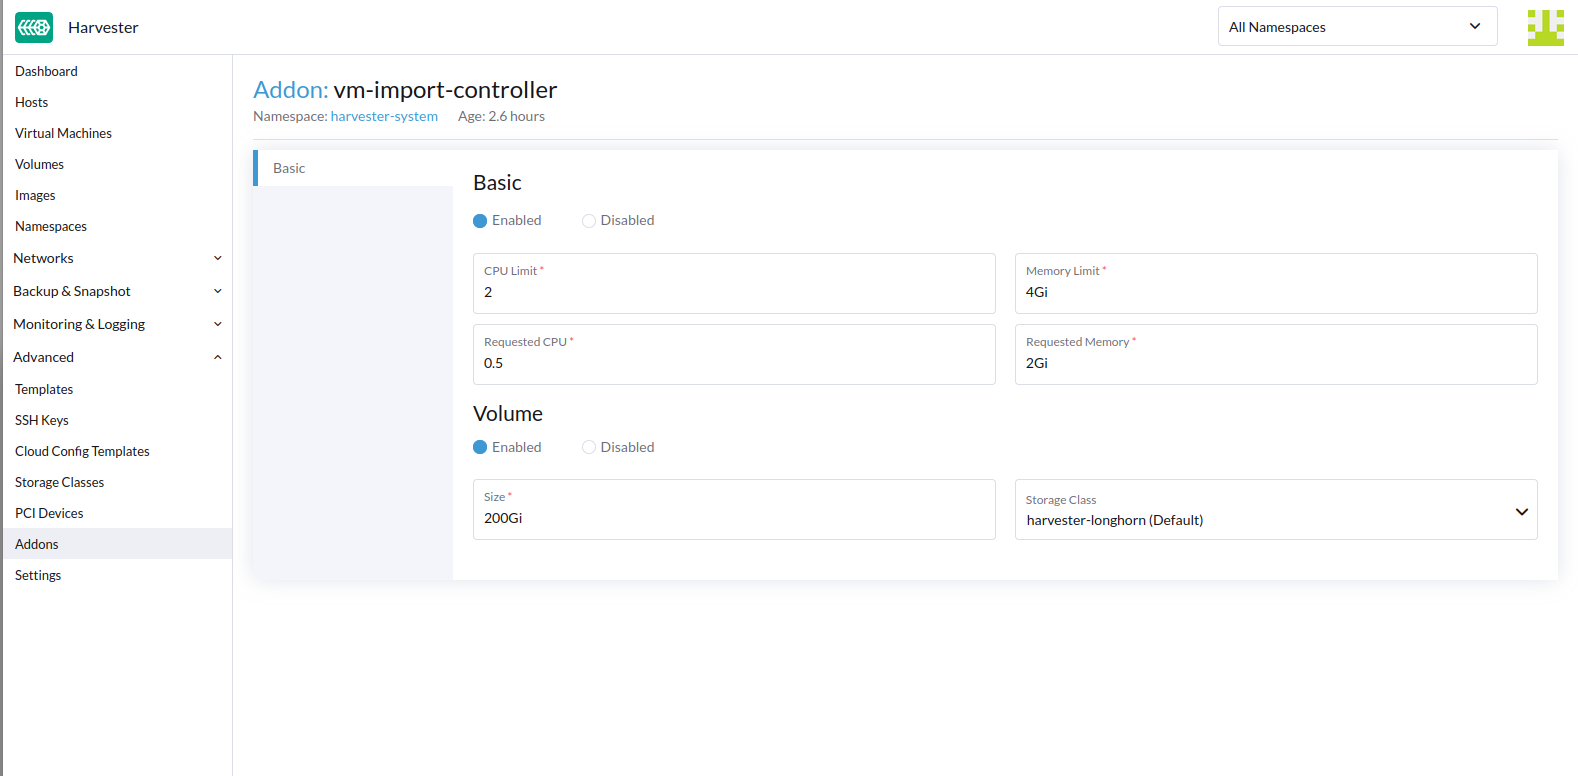 Harvester
All Namespaces
Dashboard
Hosts
Virtual Machines
Volumes
Images
Namespaces
Networks
Backup & Snapshot
Monitoring & Logging
Advanced
Templates
SSH Keys
Cloud Config Templates
Storage Classes
PCI Devices
Addons
Settings
Addon: vm-import-controller
Namespace: harvester-system Age: 2.6 hours
Basic
Basic
Enabled Disabled
CPU Limit *
2
Memory Limit *
4Gi
Requested CPU *
0.5
Requested Memory *
2Gi
Volume
Enabled Disabled
Size *
200Gi
Storage Class
harvester-longhorn (Default)